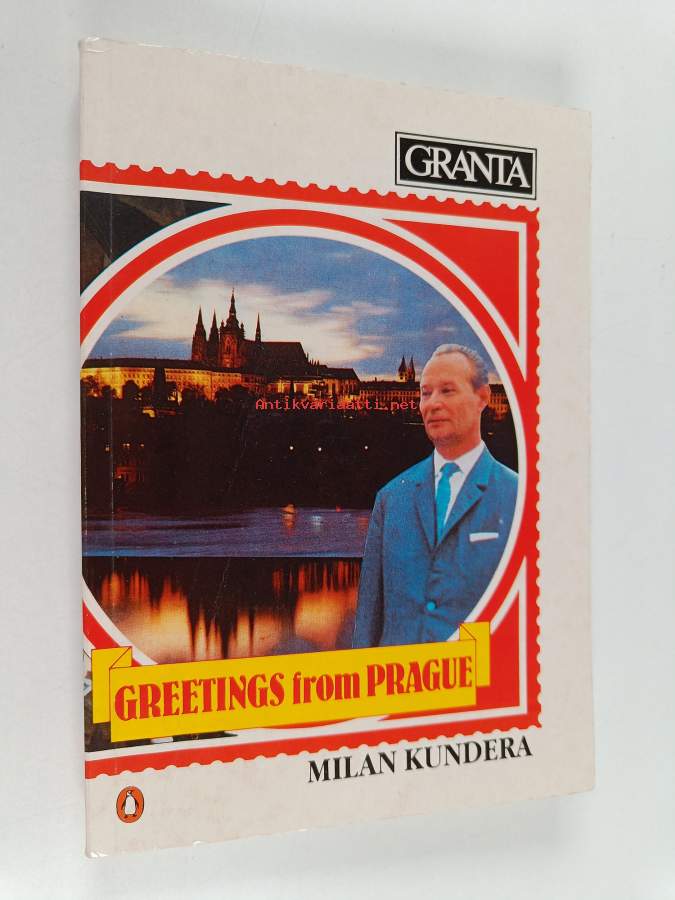 GRANTA
Antikvariaatti.net
GREETINGS from PRAGUE
MILAN KUNDERA